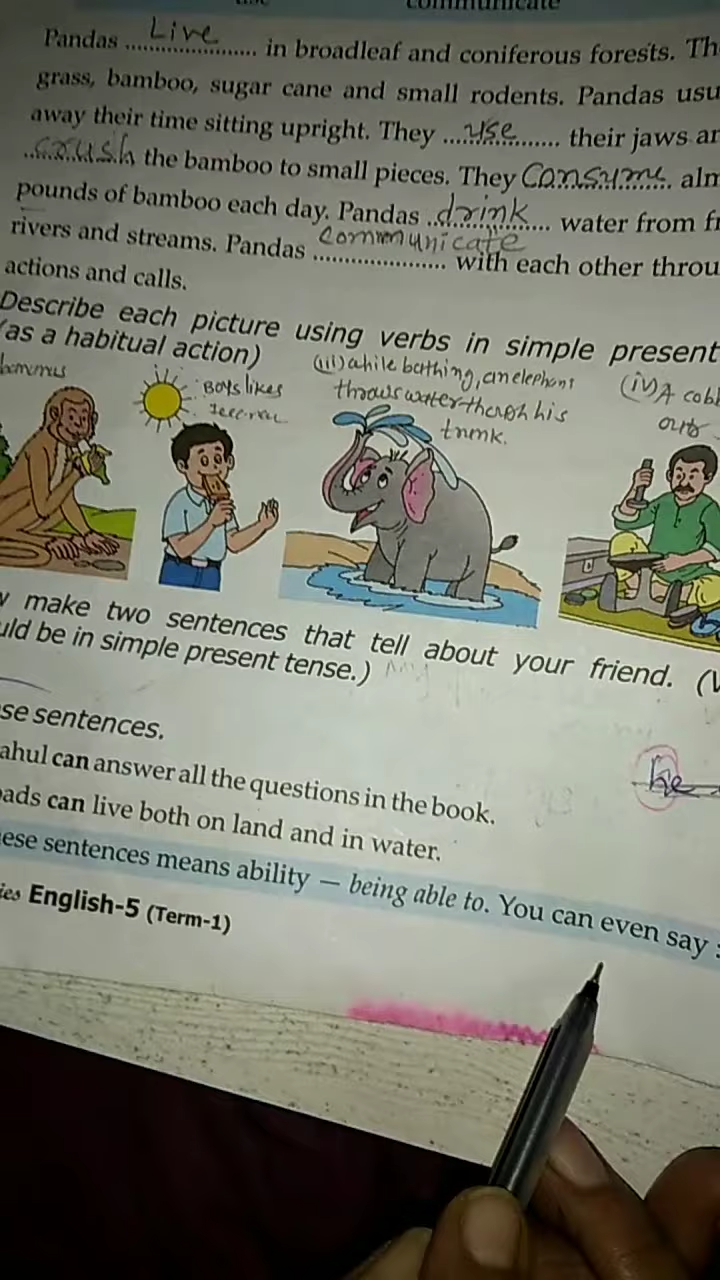 communicate
Pandas Live in broadleaf and coniferous forests. Th
grass, bamboo, sugar cane and small rodents. Pandas usu
away their time sitting upright. They use their jaws an
crush the bamboo to small pieces. They Consume alm
pounds of bamboo each day. Pandas drink water from fr
rivers and streams. Pandas communicate with each other throu
actions and calls.
Describe each picture using verbs in simple present
(as a habitual action)
Boys likes
(iii) while bathing, an elephant
throws water his
trunk.
(iv) A cobb
w make two sentences that tell about your friend. (V
uld be in simple present tense.)
se sentences.
ahul can answer all the questions in the book.
oads can live both on land and in water.
ese sentences means ability — being able to. You can even say :
ies English-5 (Term-1)
he